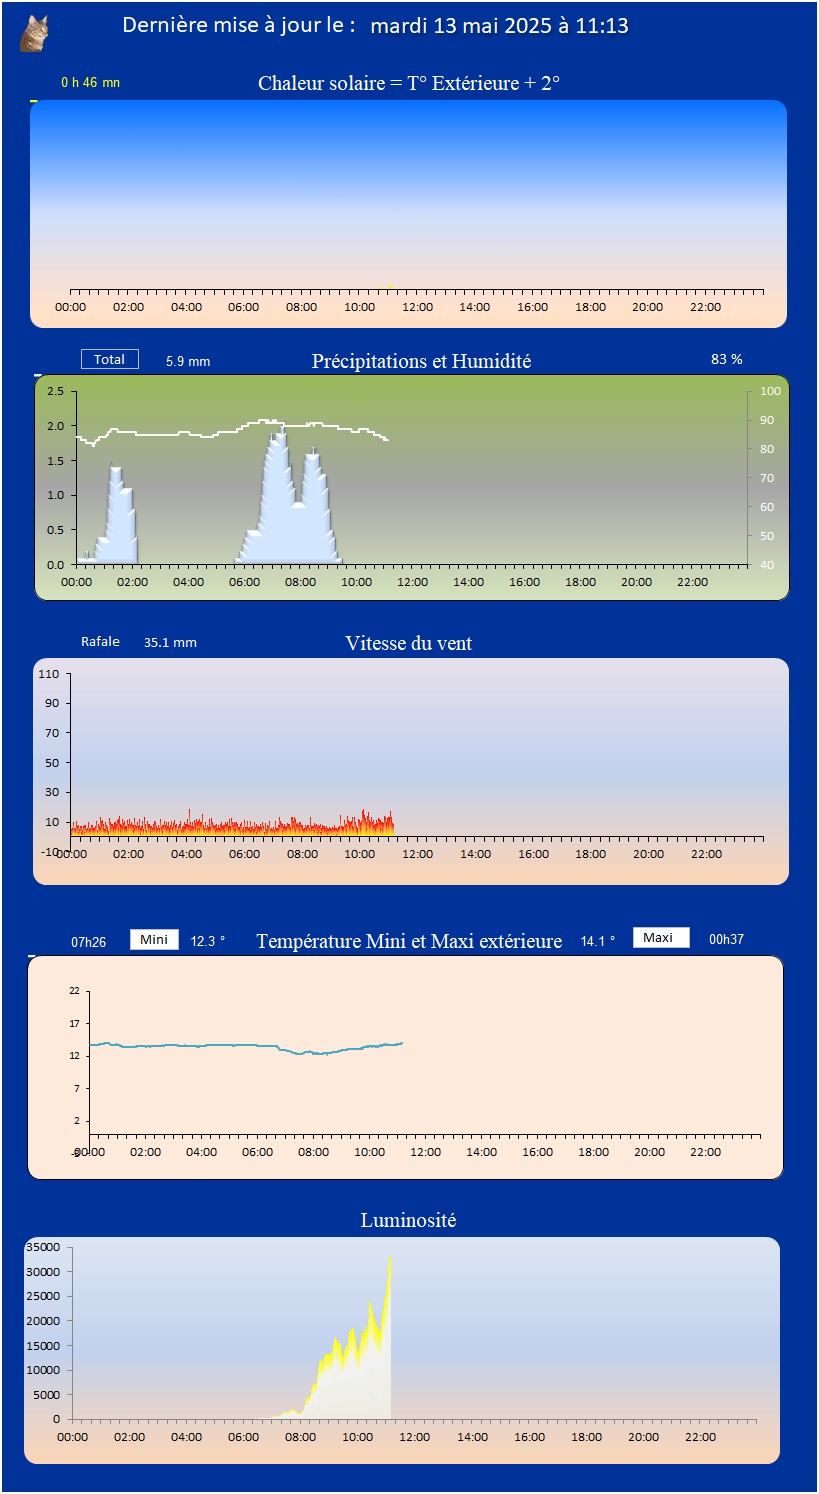 Dernière mise à jour le : mardi 13 mai 2025 à 11:13
0 h 46 mn
Chaleur solaire = T° Extérieure + 2°
00:00 02:00 04:00 06:00 08:00 10:00 12:00 14:00 16:00 18:00 20:00 22:00
Total 5.9 mm Précipitations et Humidité 83 %
2.5 100
2.0 90
80
1.5 70
1.0 60
0.5 50
0.0 40
00:00 02:00 04:00 06:00 08:00 10:00 12:00 14:00 16:00 18:00 20:00 22:00
Rafale 35.1 mm Vitesse du vent
110
90
70
50
30
10
-10
00:00 02:00 04:00 06:00 08:00 10:00 12:00 14:00 16:00 18:00 20:00 22:00
07h26 Mini 12.3 ° Température Mini et Maxi extérieure 14.1 ° Maxi 00h37
22
17
12
7
2
00:00 02:00 04:00 06:00 08:00 10:00 12:00 14:00 16:00 18:00 20:00 22:00
Luminosité
35000
30000
25000
20000
15000
10000
5000
0
00:00 02:00 04:00 06:00 08:00 10:00 12:00 14:00 16:00 18:00 20:00 22:00